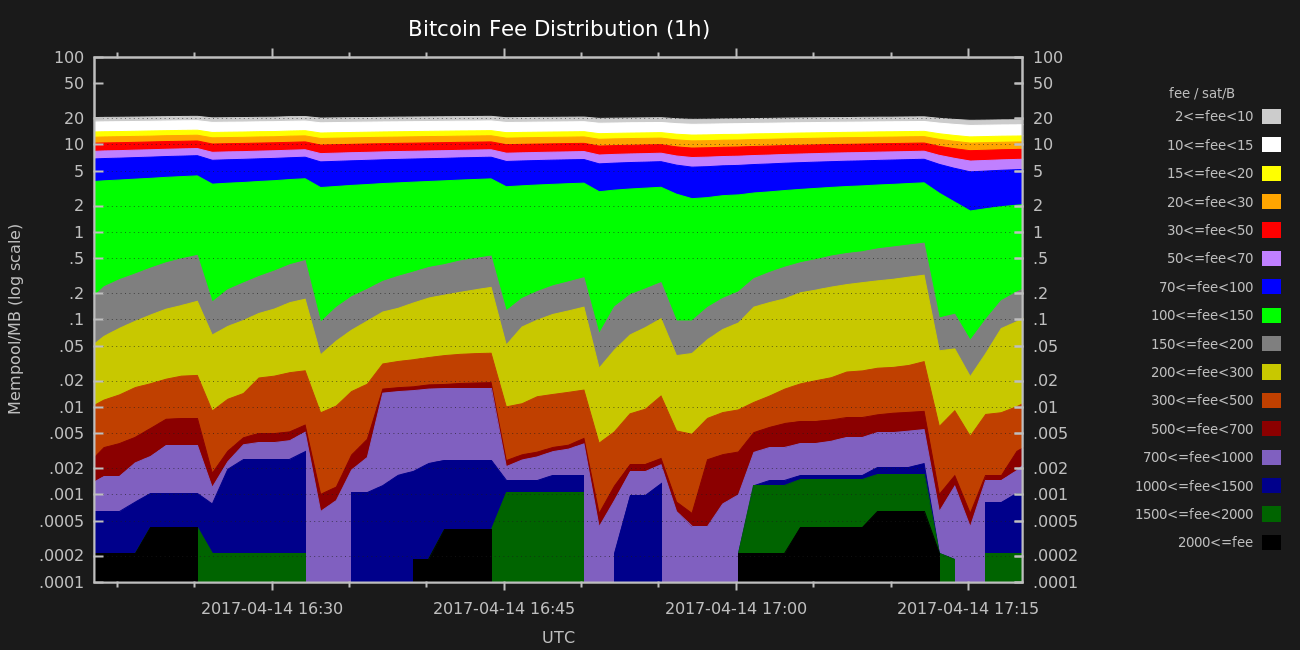 Bitcoin Fee Distribution (1h)
100
50
20
10
5
2
1
.5
.2
.1
.05
.02
.01
.005
.002
.001
.0005
.0002
.0001
Mempool/MB (log scale)
100
50
20
10
5
2
1
.5
.2
.1
.05
.02
.01
.005
.002
.001
.0005
.0002
.0001
2017-04-14 16:30
2017-04-14 16:45
2017-04-14 17:00
2017-04-14 17:15
UTC
fee / sat/B
2<=fee<10
10<=fee<15
15<=fee<20
20<=fee<30
30<=fee<50
50<=fee<70
70<=fee<100
100<=fee<150
150<=fee<200
200<=fee<300
300<=fee<500
500<=fee<700
700<=fee<1000
1000<=fee<1500
1500<=fee<2000
2000<=fee